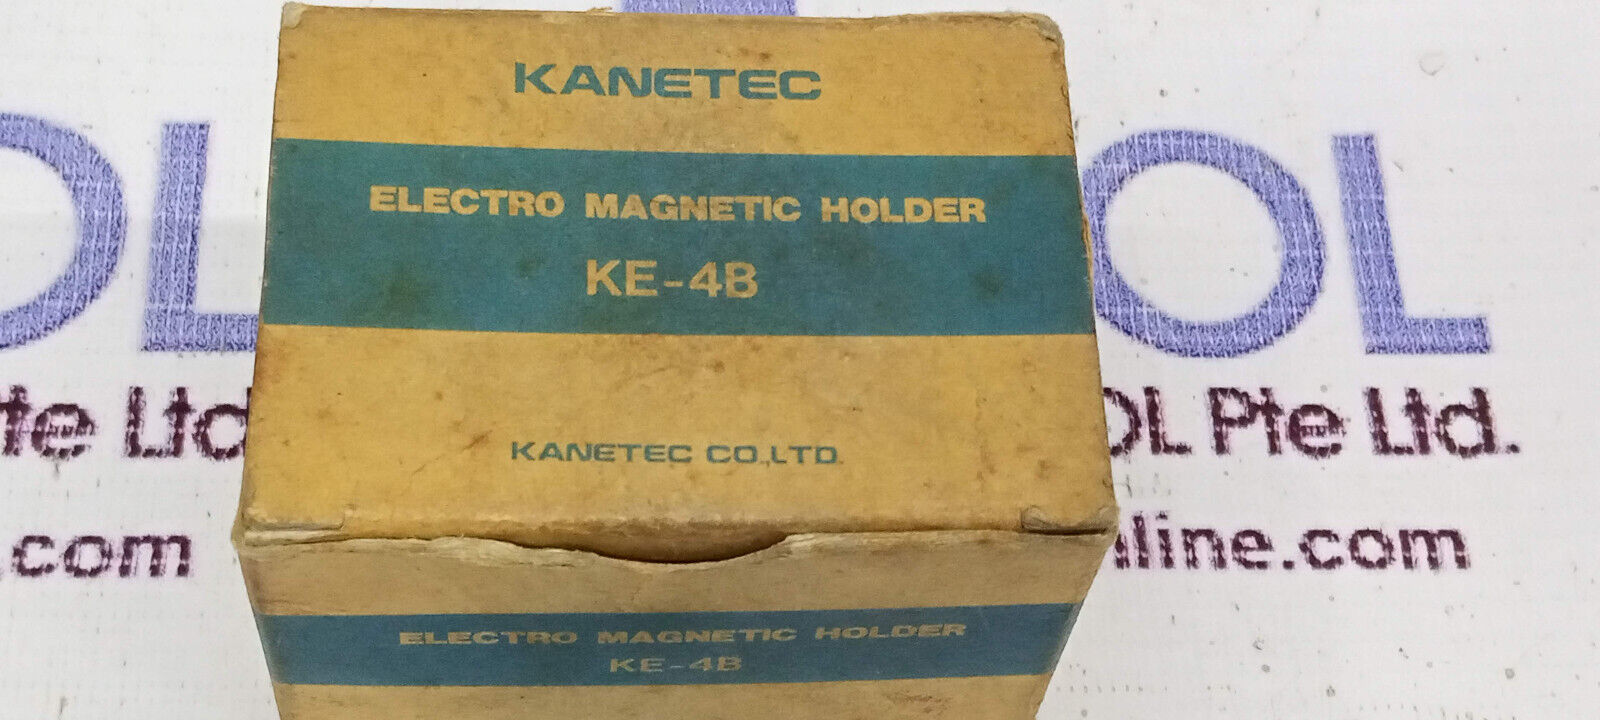 KANETEC
ELECTRO MAGNETIC HOLDER
KE-4B
KANETEC CO.,LTD.
ELECTRO MAGNETIC HOLDER
KE-4B
OL
Ltd
.com
OL
OL Pte Ltd.
line.com